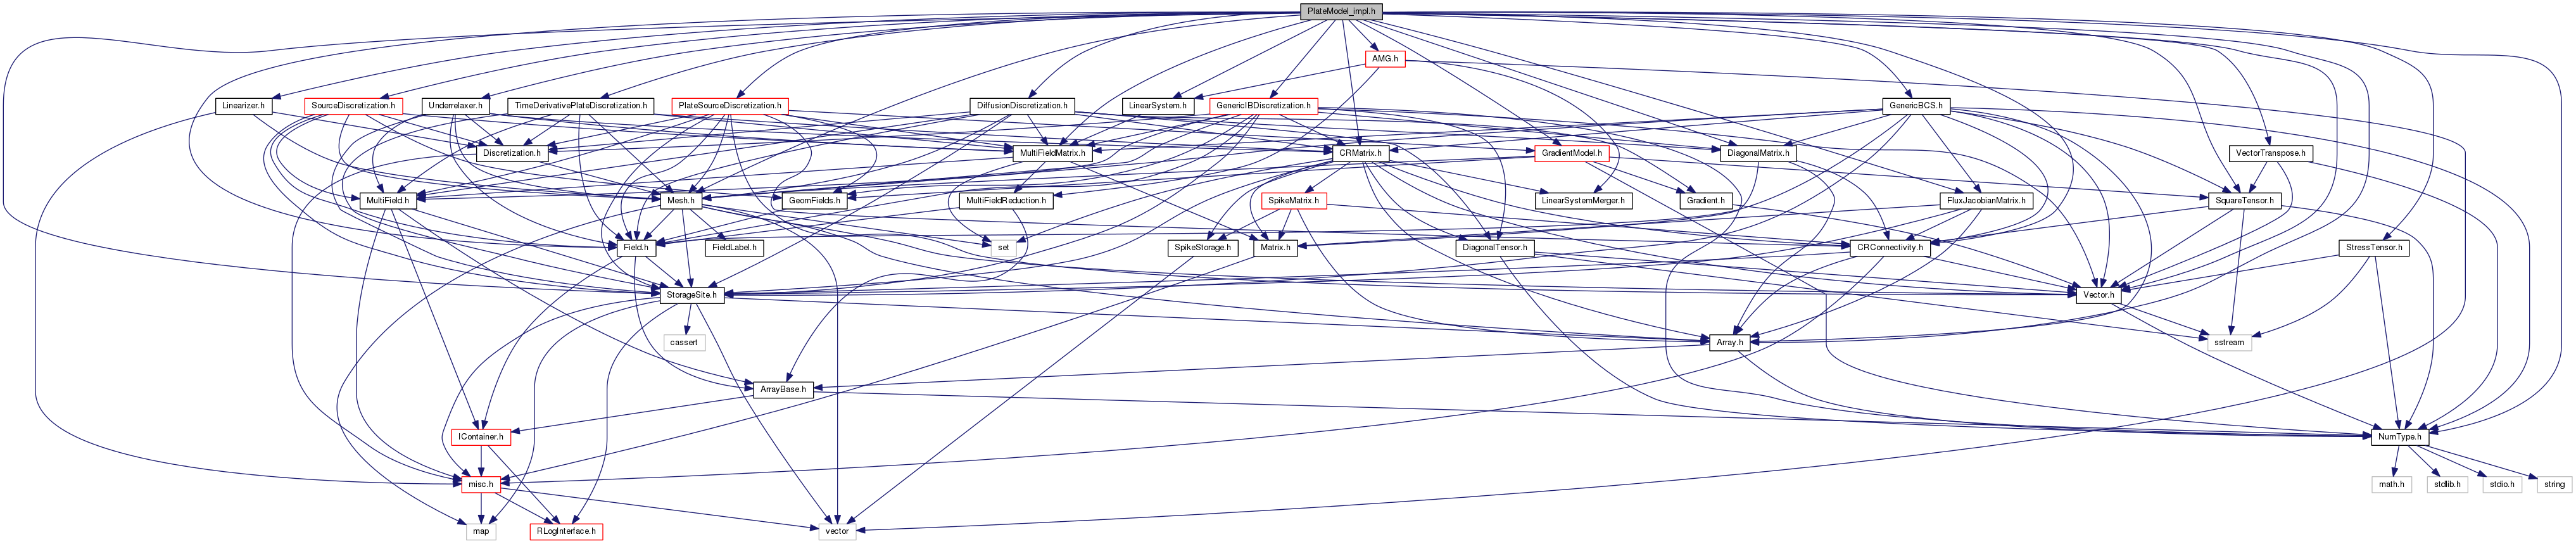 PlateModel_impl.h
AMG.h
Linearizer.h
SourceDiscretization.h
Underrelaxer.h
TimeDerivativePlateDiscretization.h
PlateSourceDiscretization.h
DiffusionDiscretization.h
LinearSystem.h
GenericIBDiscretization.h
GenericBCS.h
Discretization.h
MultiFieldMatrix.h
CRMatrix.h
GradientModel.h
DiagonalMatrix.h
VectorTranspose.h
MultiField.h
Mesh.h
GeomFields.h
MultiFieldReduction.h
SpikeMatrix.h
LinearSystemMerger.h
Gradient.h
FluxJacobianMatrix.h
SquareTensor.h
Field.h
FieldLabel.h
set
SpikeStorage.h
Matrix.h
DiagonalTensor.h
CRConnectivity.h
StressTensor.h
StorageSite.h
Vector.h
cassert
Array.h
sstream
ArrayBase.h
IContainer.h
NumType.h
misc.h
math.h
stdlib.h
stdio.h
string
map
RLogInterface.h
vector